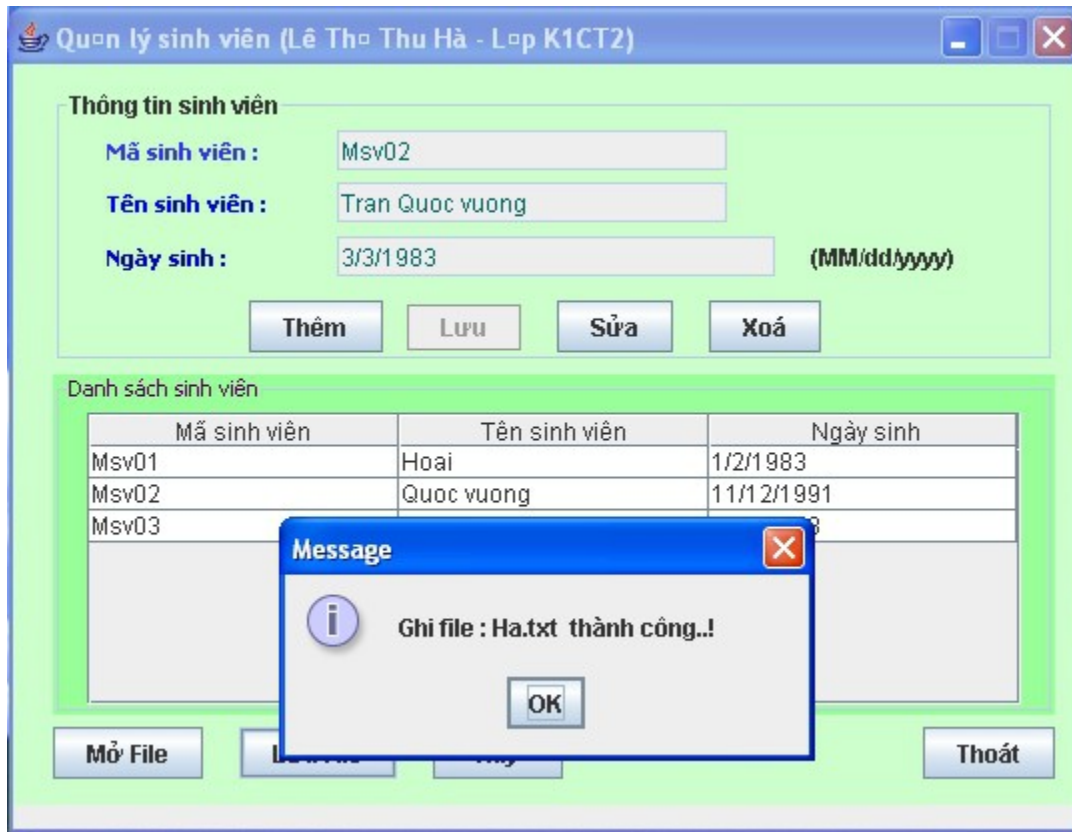 Qu¤n lý sinh viên (Lê Th¤ Thu Hà - L¤p K1CT2)
Thông tin sinh viên
Mã sinh viên :
Msv02
Tên sinh viên :
Tran Quoc vuong
Ngày sinh :
3/3/1983
(MM/dd/yyyy)
Thêm
Lưu
Sửa
Xoá
Danh sách sinh viên
Mã sinh viên Tên sinh viên Ngày sinh
Msv01 Hoai 1/2/1983
Msv02 Quoc vuong 11/12/1991
Msv03
Message
Ghi file : Ha.txt thành công..!
OK
Mở File
Thoát